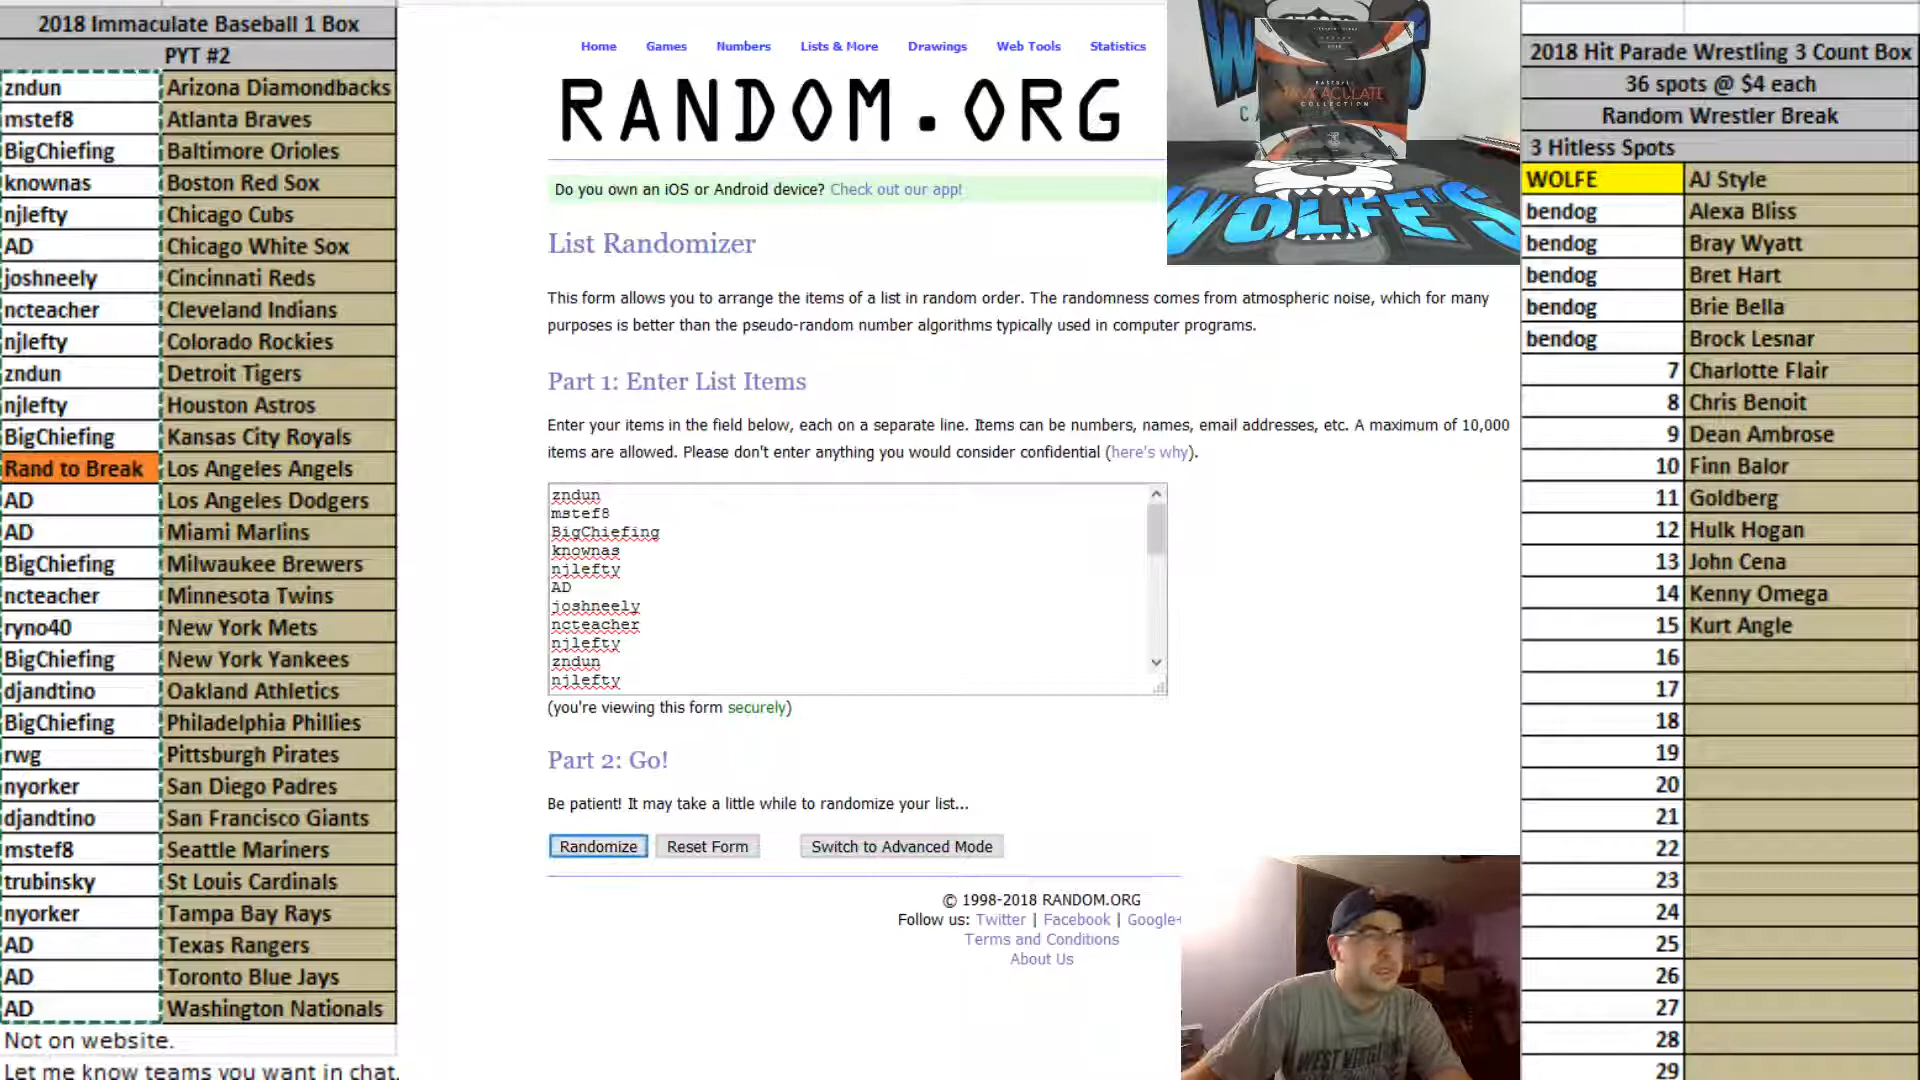 2018 Immaculate Baseball 1 Box
PYT #2
zndun Arizona Diamondbacks
mstef8 Atlanta Braves
BigChiefing Baltimore Orioles
knownas Boston Red Sox
njlefty Chicago Cubs
AD Chicago White Sox
joshneely Cincinnati Reds
ncteacher Cleveland Indians
njlefty Colorado Rockies
zndun Detroit Tigers
njlefty Houston Astros
BigChiefing Kansas City Royals
Rand to Break Los Angeles Angels
AD Los Angeles Dodgers
AD Miami Marlins
BigChiefing Milwaukee Brewers
ncteacher Minnesota Twins
ryno40 New York Mets
BigChiefing New York Yankees
djandtino Oakland Athletics
BigChiefing Philadelphia Phillies
rwg Pittsburgh Pirates
nyorker San Diego Padres
djandtino San Francisco Giants
mstef8 Seattle Mariners
trubinsky St Louis Cardinals
nyorker Tampa Bay Rays
AD Texas Rangers
AD Toronto Blue Jays
AD Washington Nationals
Not on website.
Let me know teams you want in chat.
Home Games Numbers Lists & More Drawings Web Tools Statistics
RANDOM.ORG
Do you own an iOS or Android device? Check out our app!
List Randomizer
This form allows you to arrange the items of a list in random order. The randomness comes from atmospheric noise, which for many
purposes is better than the pseudo-random number algorithms typically used in computer programs.
Part 1: Enter List Items
Enter your items in the field below, each on a separate line. Items can be numbers, names, email addresses, etc. A maximum of 10,000
items are allowed. Please don't enter anything you would consider confidential (here's why).
zndun
mstef8
BigChiefing
knownas
njlefty
AD
joshneely
ncteacher
njlefty
zndun
njlefty
(you're viewing this form securely)
Part 2: Go!
Be patient! It may take a little while to randomize your list...
Randomize Reset Form Switch to Advanced Mode
© 1998-2018 RANDOM.ORG
Follow us: Twitter | Facebook | Google+
Terms and Conditions
About Us
COLLECTION
WOLFE'S
WEST VIRGINIA
2018 Hit Parade Wrestling 3 Count Box
36 spots @ $4 each
Random Wrestler Break
3 Hitless Spots
WOLFE AJ Style
bendog Alexa Bliss
bendog Bray Wyatt
bendog Bret Hart
bendog Brie Bella
bendog Brock Lesnar
7 Charlotte Flair
8 Chris Benoit
9 Dean Ambrose
10 Finn Balor
11 Goldberg
12 Hulk Hogan
13 John Cena
14 Kenny Omega
15 Kurt Angle
16
17
18
19
20
21
22
23
24
25
26
27
28
29